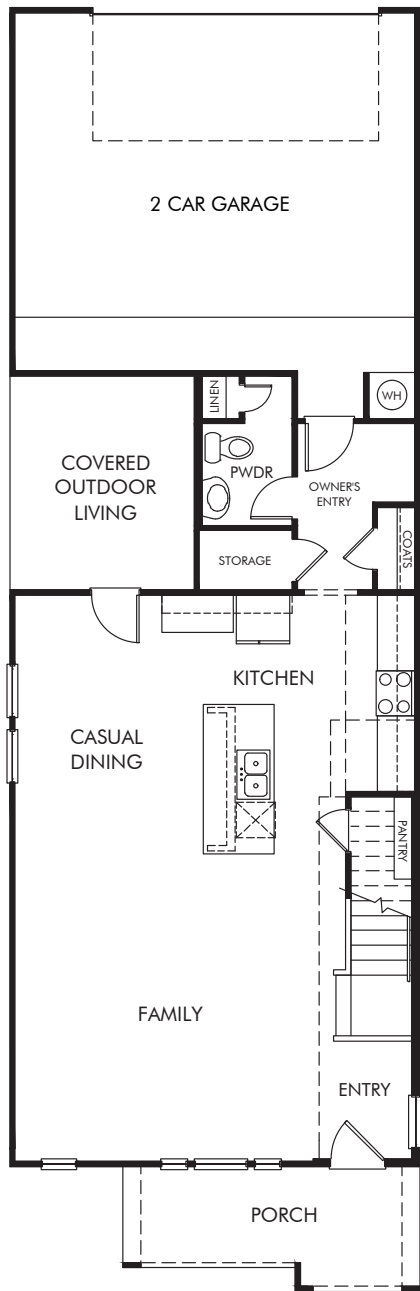 2 CAR GARAGE
LINEN
WH
COVERED
OUTDOOR
LIVING
PWDR
OWNER'S
ENTRY
STORAGE
COATS
KITCHEN
CASUAL
DINING
PANTRY
FAMILY
ENTRY
PORCH